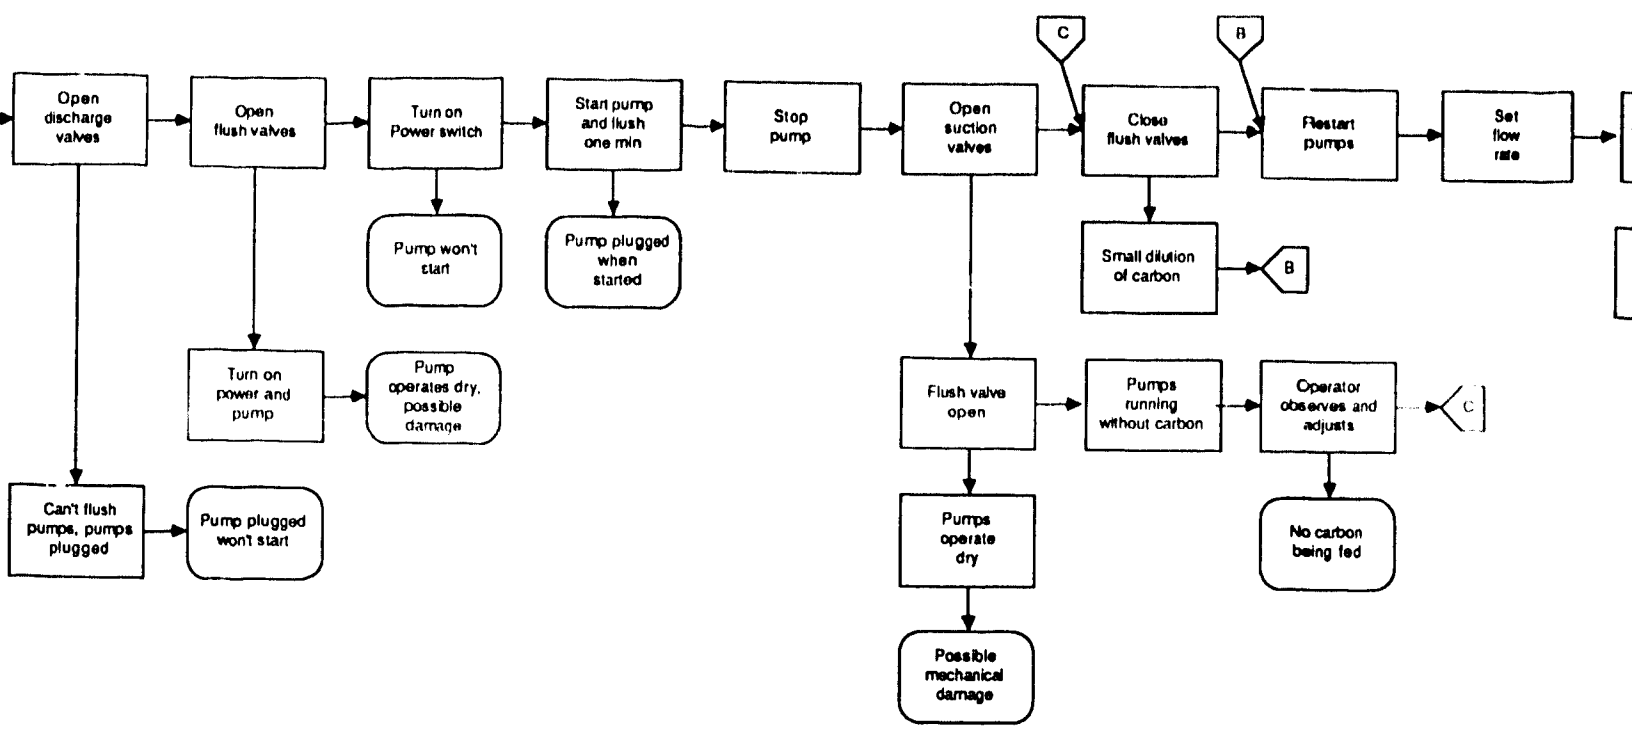 C
B
Open
discharge
valves
Open
flush valves
Turn on
Power switch
Start pump
and flush
one min
Stop
pump
Open
suction
valves
Close
flush valves
Restart
pumps
Set
flow
rate
Pump won't
start
Pump plugged
when
started
Small dilution
of carbon
B
Turn on
power and
pump
Pump
operates dry,
possible
damage
Flush valve
open
Pumps
running
without carbon
Operator
observes and
adjusts
C
Can't flush
pumps, pumps
plugged
Pump plugged
won't start
Pumps
operate
dry
No carbon
being fed
Possible
mechanical
damage